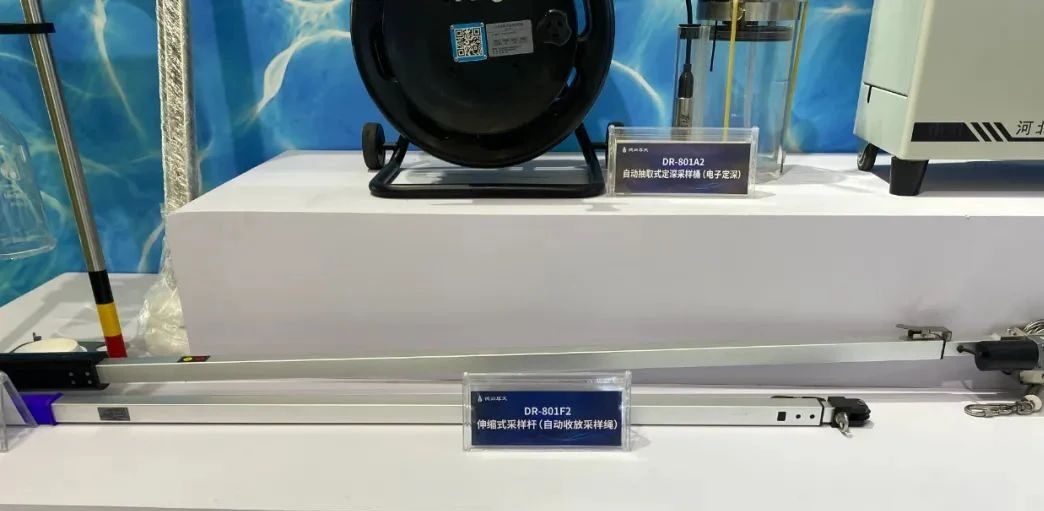 河北
DR-801A2
自动抽取式定深采样桶（电子定深）
DR-801F2
伸缩式采样杆（自动收放采样绳）